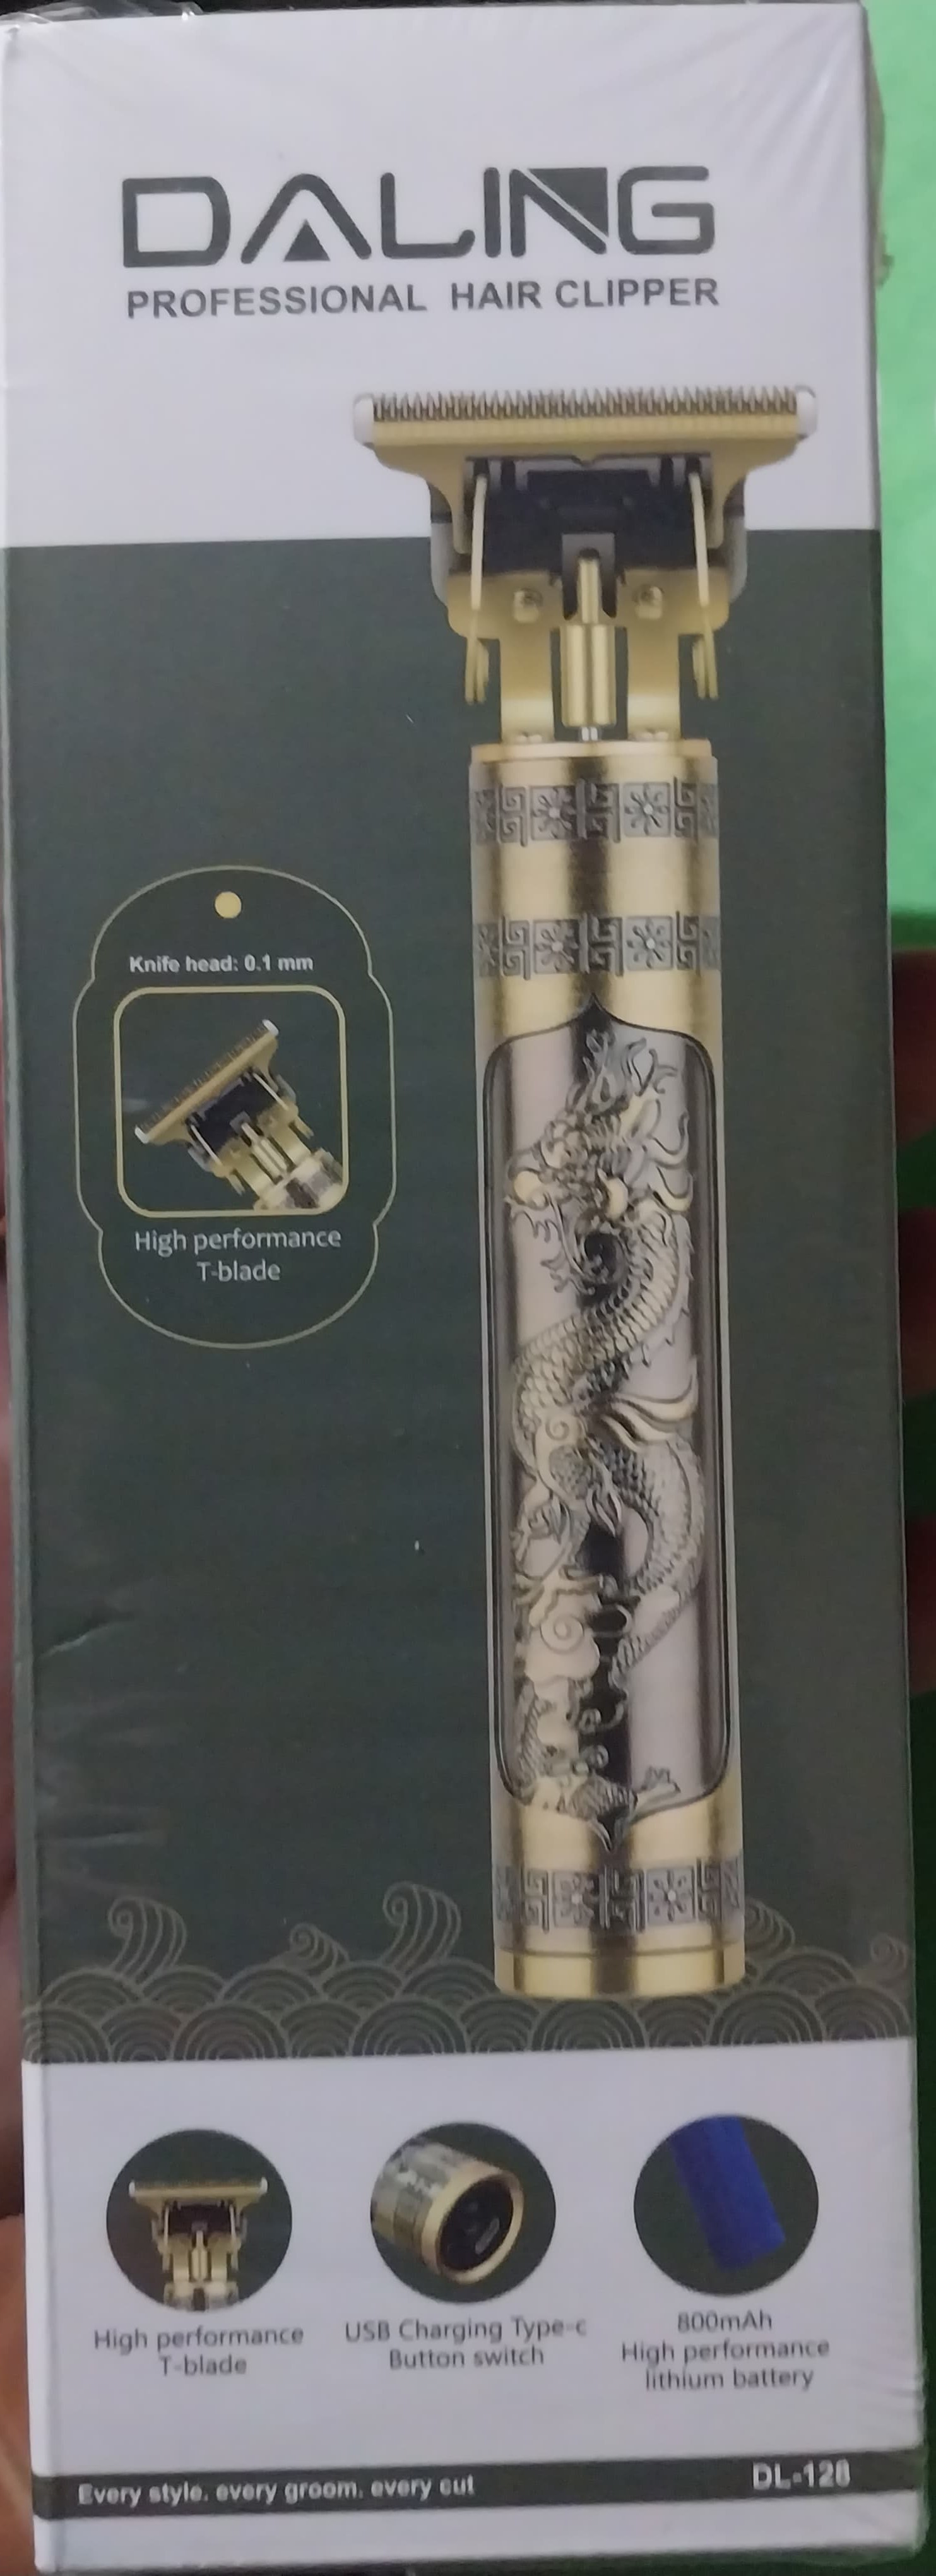 DALING
PROFESSIONAL HAIR CLIPPER
Knife head: 0.1 mm
High performance
T-blade
High performance
T-blade
USB Charging Type-c
Button switch
800mAh
High performance
lithium battery
Every style. every groom. every cut
DL-128